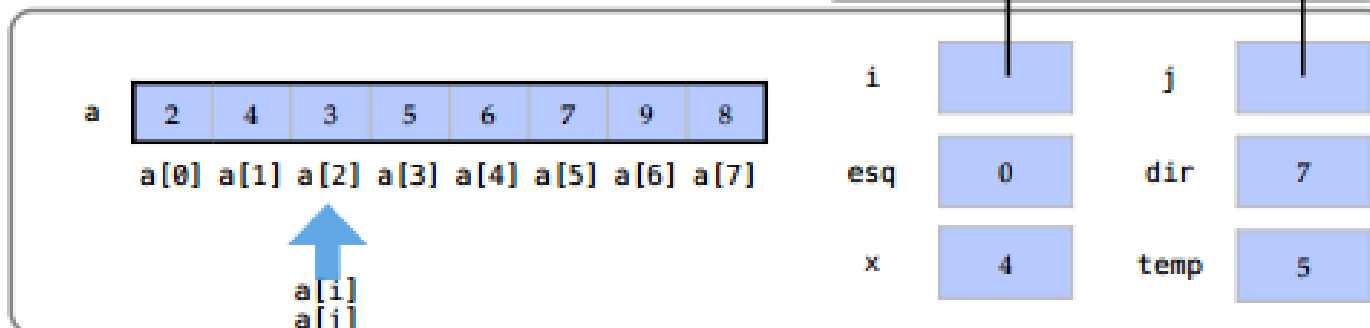 i j
a 2 4 3 5 6 7 9 8
a[0] a[1] a[2] a[3] a[4] a[5] a[6] a[7]
esq 0 dir 7
x 4 temp 5
a[i]
a[j]